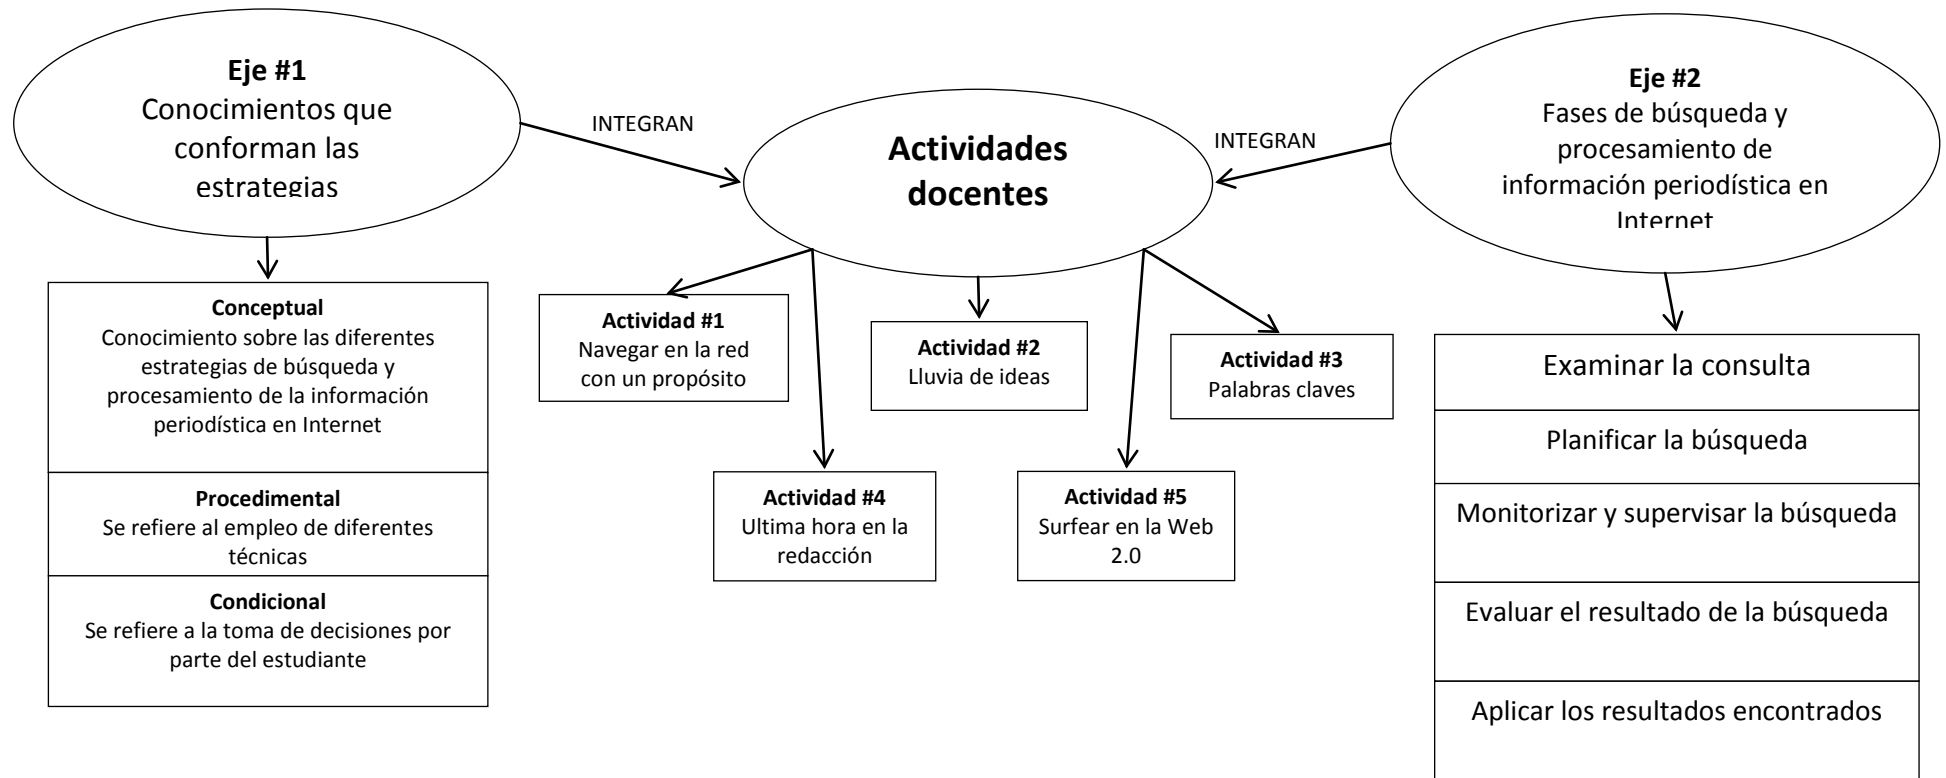 Eje #1
Conocimientos que
conforman las
estrategias
INTEGRAN
Actividades
docentes
INTEGRAN
Eje #2
Fases de búsqueda y
procesamiento de
información periodística en
Internet
Conceptual
Conocimiento sobre las diferentes
estrategias de búsqueda y
procesamiento de la información
periodística en Internet
Procedimental
Se refiere al empleo de diferentes
técnicas
Condicional
Se refiere a la toma de decisiones por
parte del estudiante
Actividad #1
Navegar en la red
con un propósito
Actividad #2
Lluvia de ideas
Actividad #3
Palabras claves
Actividad #4
Ultima hora en la
redacción
Actividad #5
Surfear en la Web
2.0
Examinar la consulta
Planificar la búsqueda
Monitorizar y supervisar la búsqueda
Evaluar el resultado de la búsqueda
Aplicar los resultados encontrados